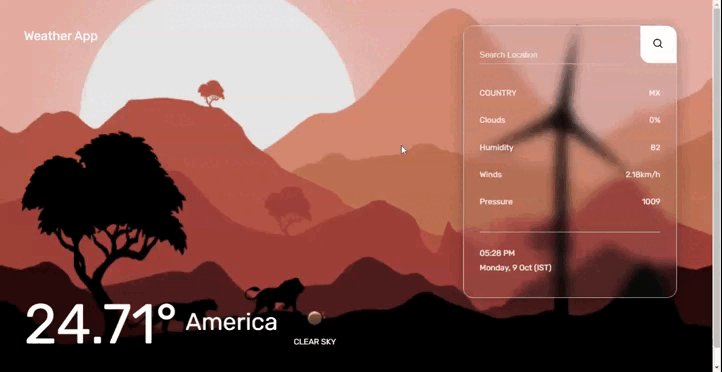 Weather App
Search Location
COUNTRY MX
Clouds 0%
Humidity 82
Winds 2.18km/h
Pressure 1009
05:28 PM
Monday, 9 Oct (IST)
24.71° America
CLEAR SKY